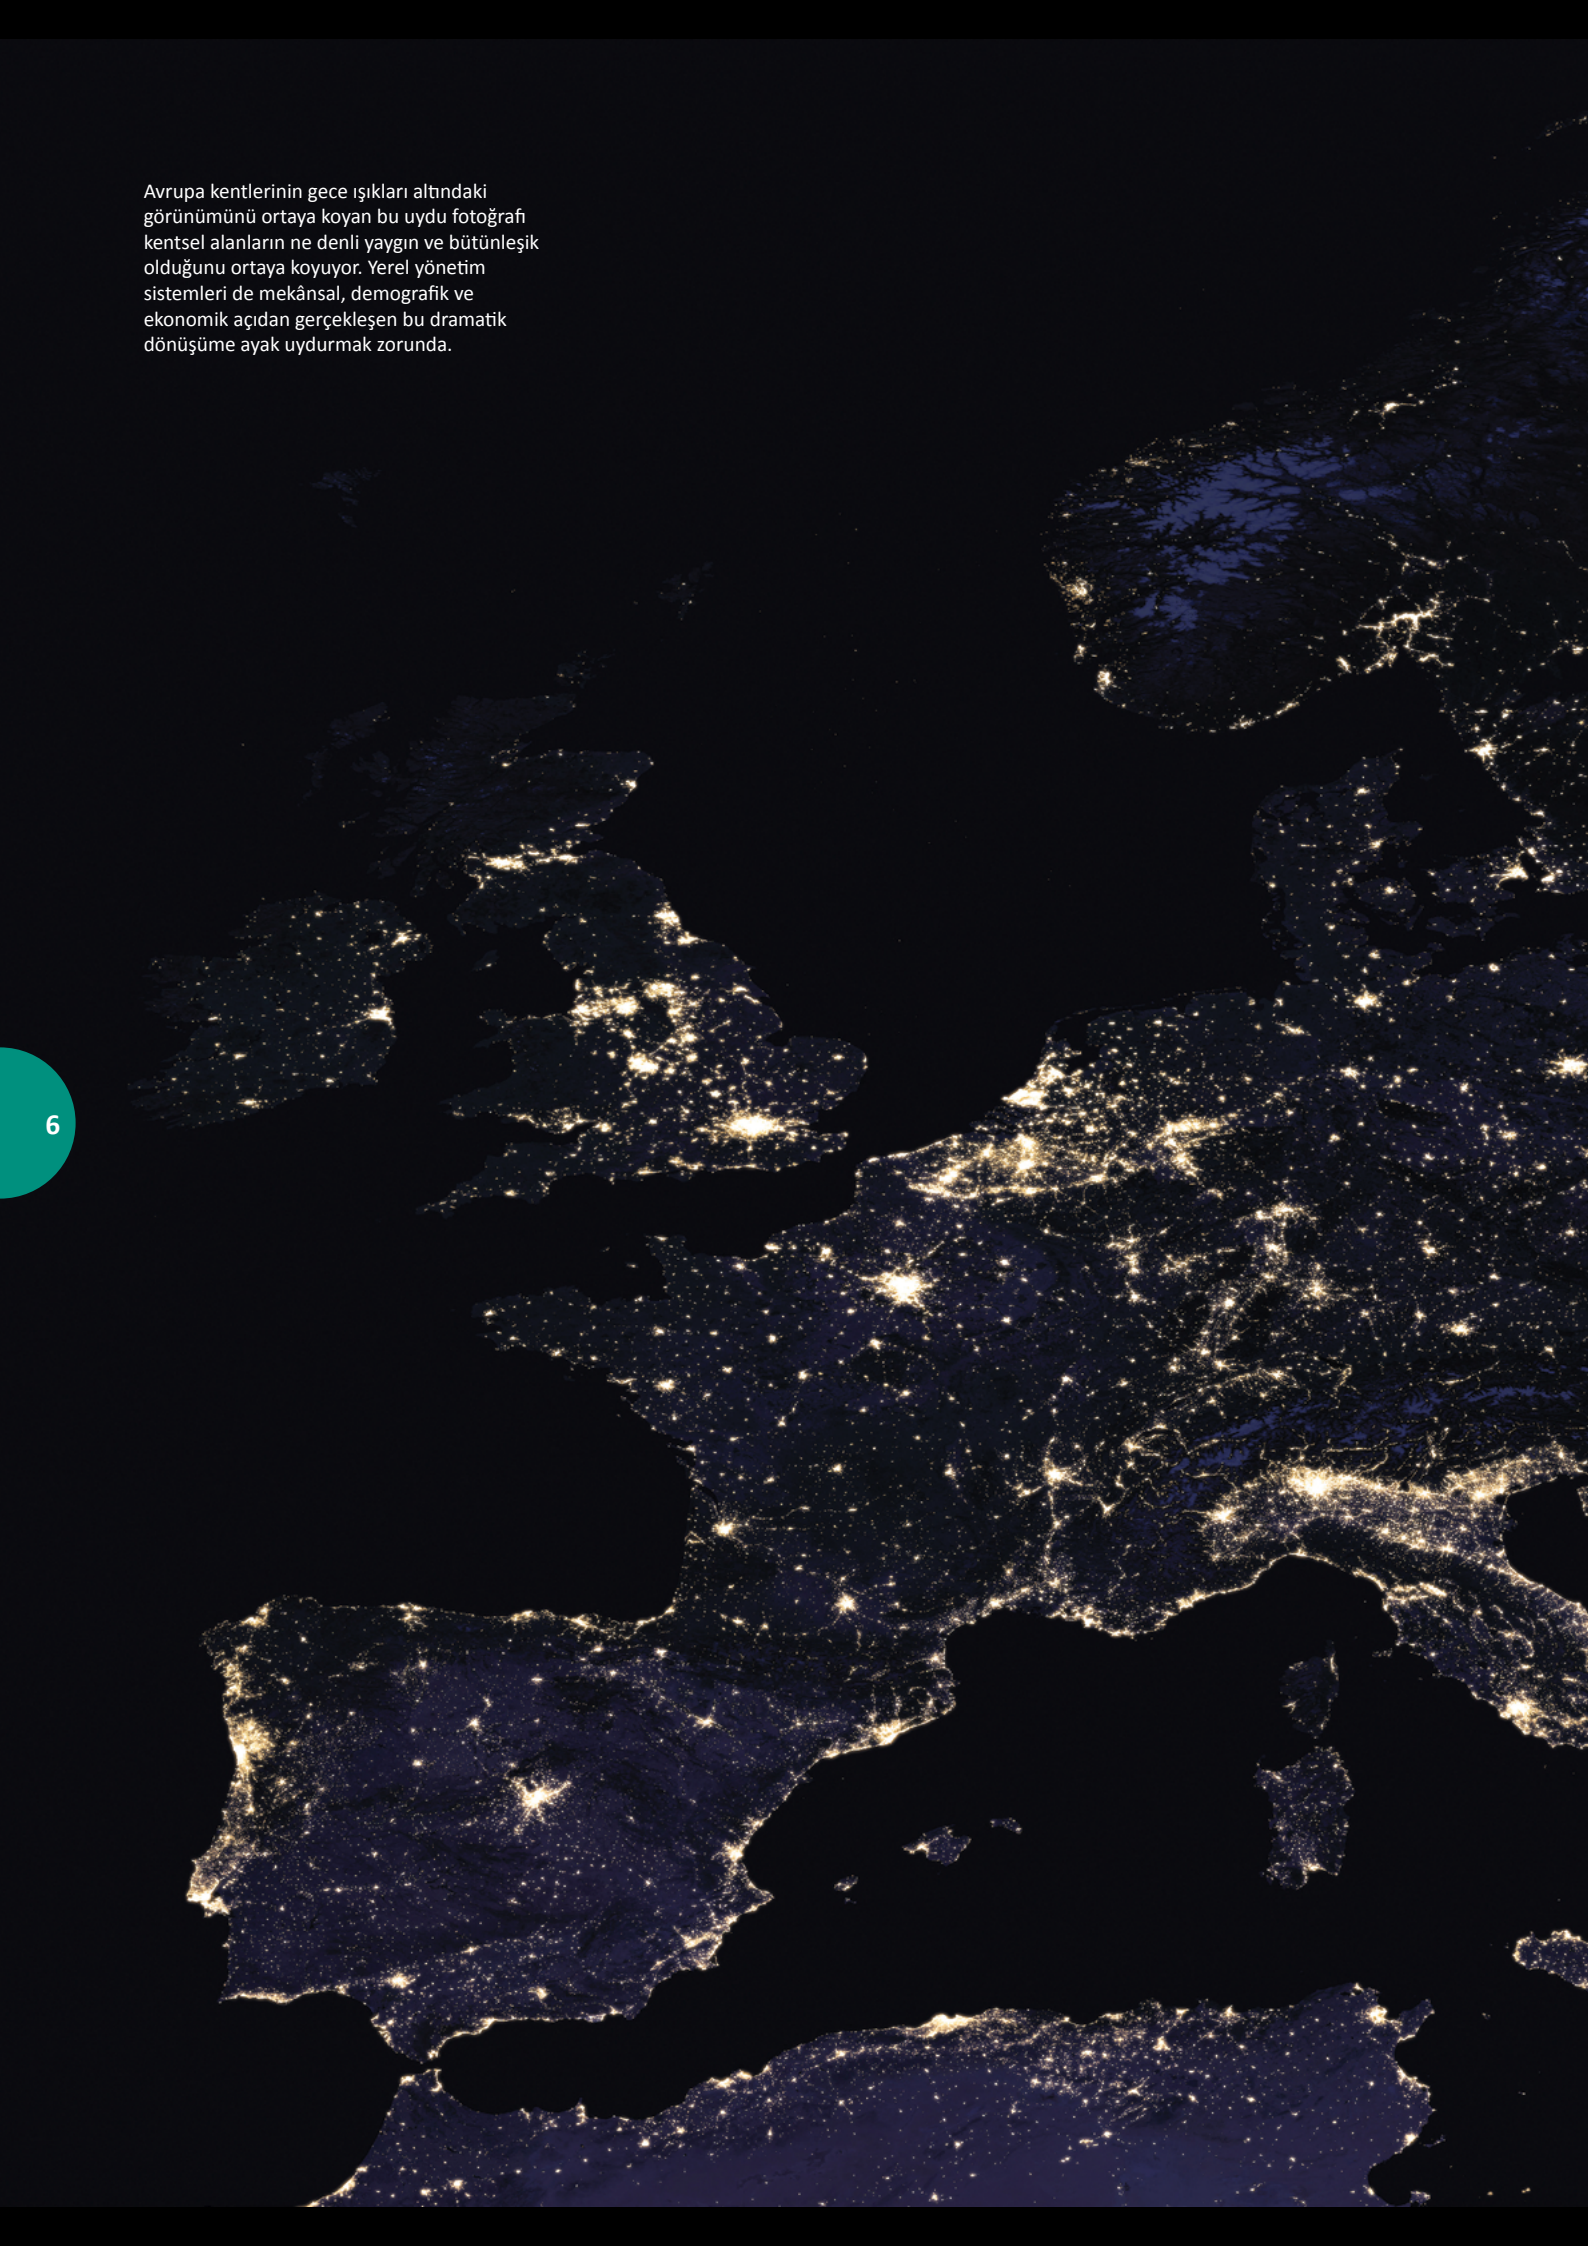 Avrupa kentlerinin gece ışıkları altındaki
görünümünü ortaya koyan bu uydu fotoğrafı
kentsel alanların ne denli yaygın ve bütünleşik
olduğunu ortaya koyuyor. Yerel yönetim
sistemleri de mekânsal, demografik ve
ekonomik açıdan gerçekleşen bu dramatik
dönüşüme ayak uydurmak zorunda.
6